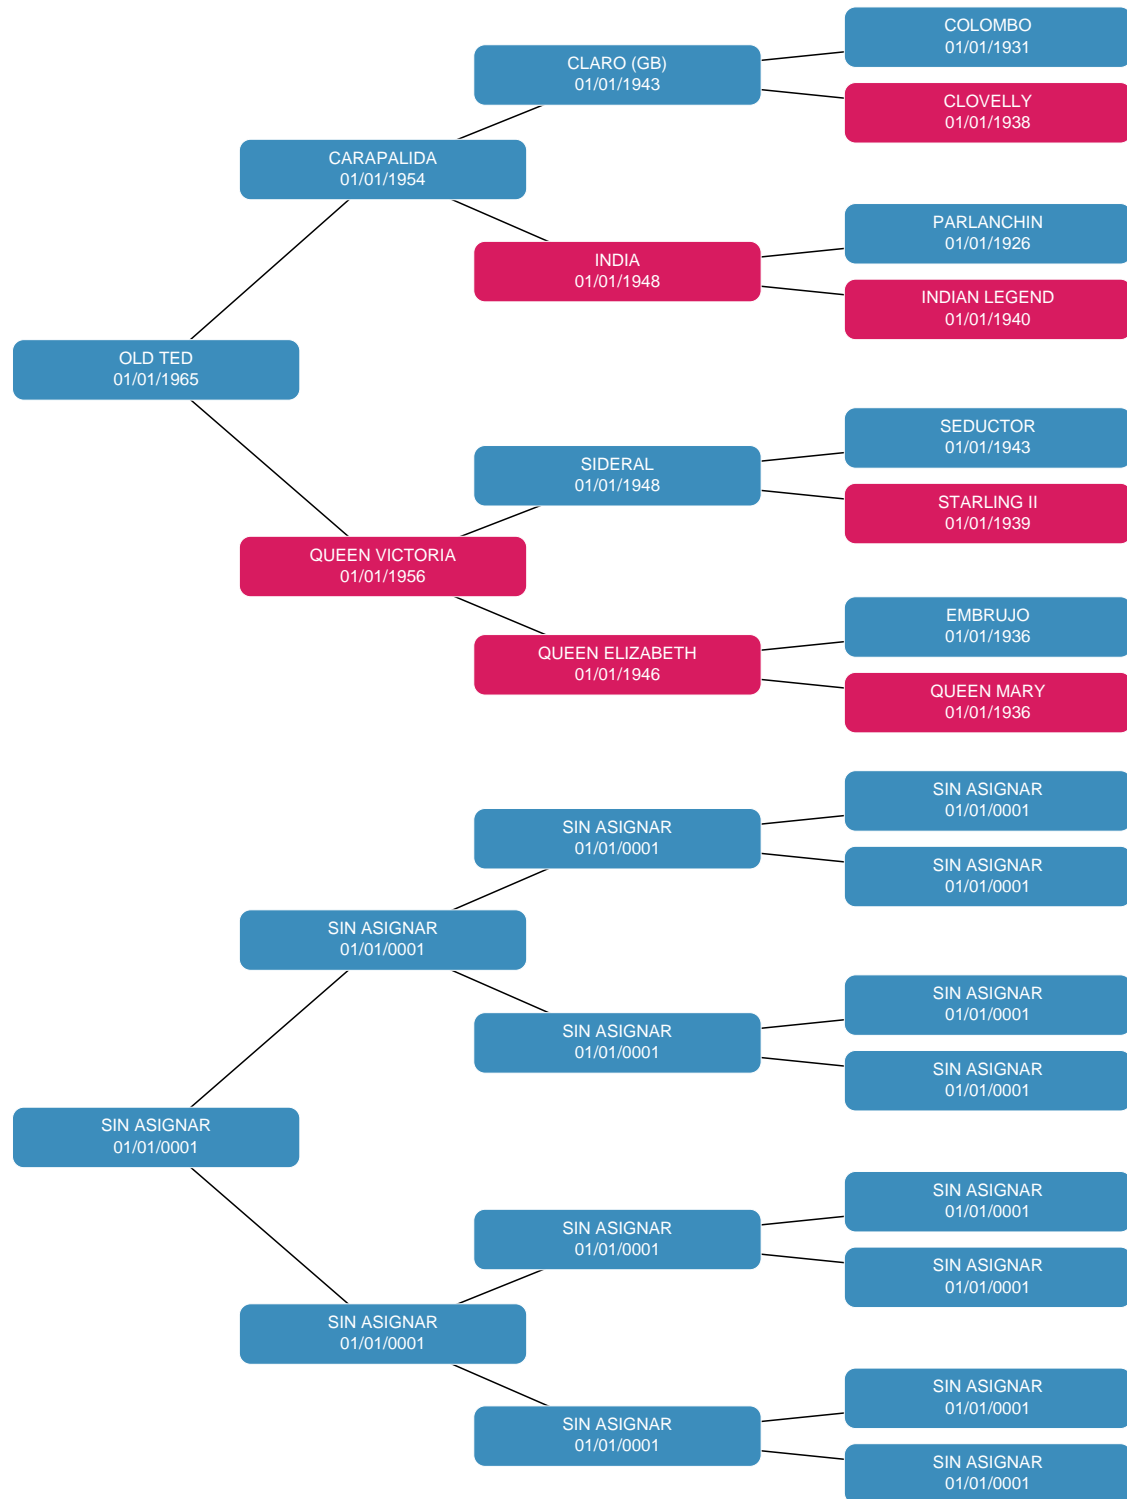 COLOMBO
01/01/1931
CLARO (GB)
01/01/1943
CLOVELLY
01/01/1938
CARAPALIDA
01/01/1954
PARLANCHIN
01/01/1926
INDIA
01/01/1948
INDIAN LEGEND
01/01/1940
OLD TED
01/01/1965
SEDUCTOR
01/01/1943
SIDERAL
01/01/1948
STARLING II
01/01/1939
QUEEN VICTORIA
01/01/1956
EMBRUJO
01/01/1936
QUEEN ELIZABETH
01/01/1946
QUEEN MARY
01/01/1936
SIN ASIGNAR
01/01/0001
SIN ASIGNAR
01/01/0001
SIN ASIGNAR
01/01/0001
SIN ASIGNAR
01/01/0001
SIN ASIGNAR
01/01/0001
SIN ASIGNAR
01/01/0001
SIN ASIGNAR
01/01/0001
SIN ASIGNAR
01/01/0001
SIN ASIGNAR
01/01/0001
SIN ASIGNAR
01/01/0001
SIN ASIGNAR
01/01/0001
SIN ASIGNAR
01/01/0001
SIN ASIGNAR
01/01/0001
SIN ASIGNAR
01/01/0001
SIN ASIGNAR
01/01/0001